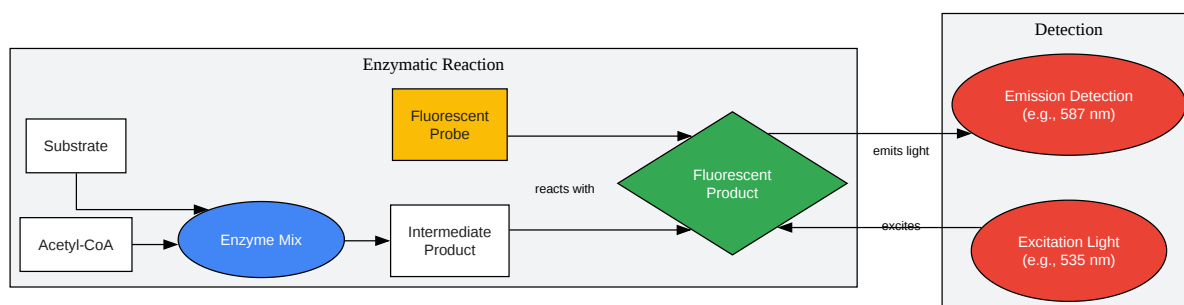 Detection
Enzymatic Reaction
Emission Detection
(e.g., 587 nm)
Fluorescent
Probe
Substrate
emits light
Fluorescent
Product
reacts with
Acetyl-CoA
Enzyme Mix
Intermediate
Product
excites
Excitation Light
(e.g., 535 nm)